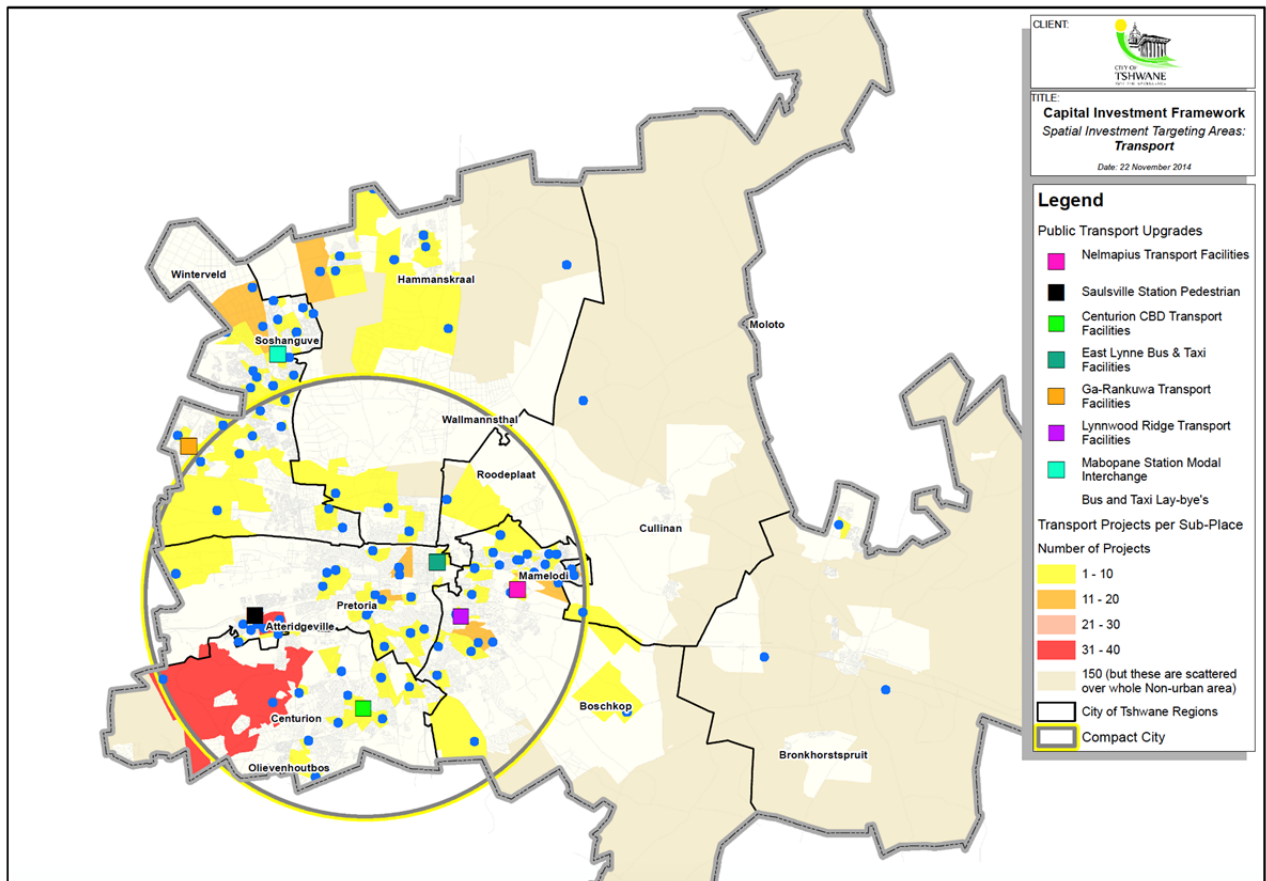 CLIENT:
CITY OF
TSHWANE
TITLE:
Capital Investment Framework
Spatial Investment Targeting Areas:
Transport
Date: 22 November 2014
Legend
Public Transport Upgrades
Nelmapius Transport Facilities
Saulsville Station Pedestrian
Centurion CBD Transport
Facilities
East Lynne Bus & Taxi
Facilities
Ga-Rankuwa Transport
Facilities
Lynnwood Ridge Transport
Facilities
Mabopane Station Modal
Interchange
Bus and Taxi Lay-bye's
Transport Projects per Sub-Place
Number of Projects
1 - 10
11 - 20
21 - 30
31 - 40
150 (but these are scattered
over whole Non-urban area)
City of Tshwane Regions
Compact City
Winterveld
Hammanskraal
Moloto
Soshanguve
Wallmannsthal
Roodeplaat
Cullinan
Mamelodi
Pretoria
Atteridgeville
Boschkop
Centurion
Bronkhorstspruit
Olievenhoutbos